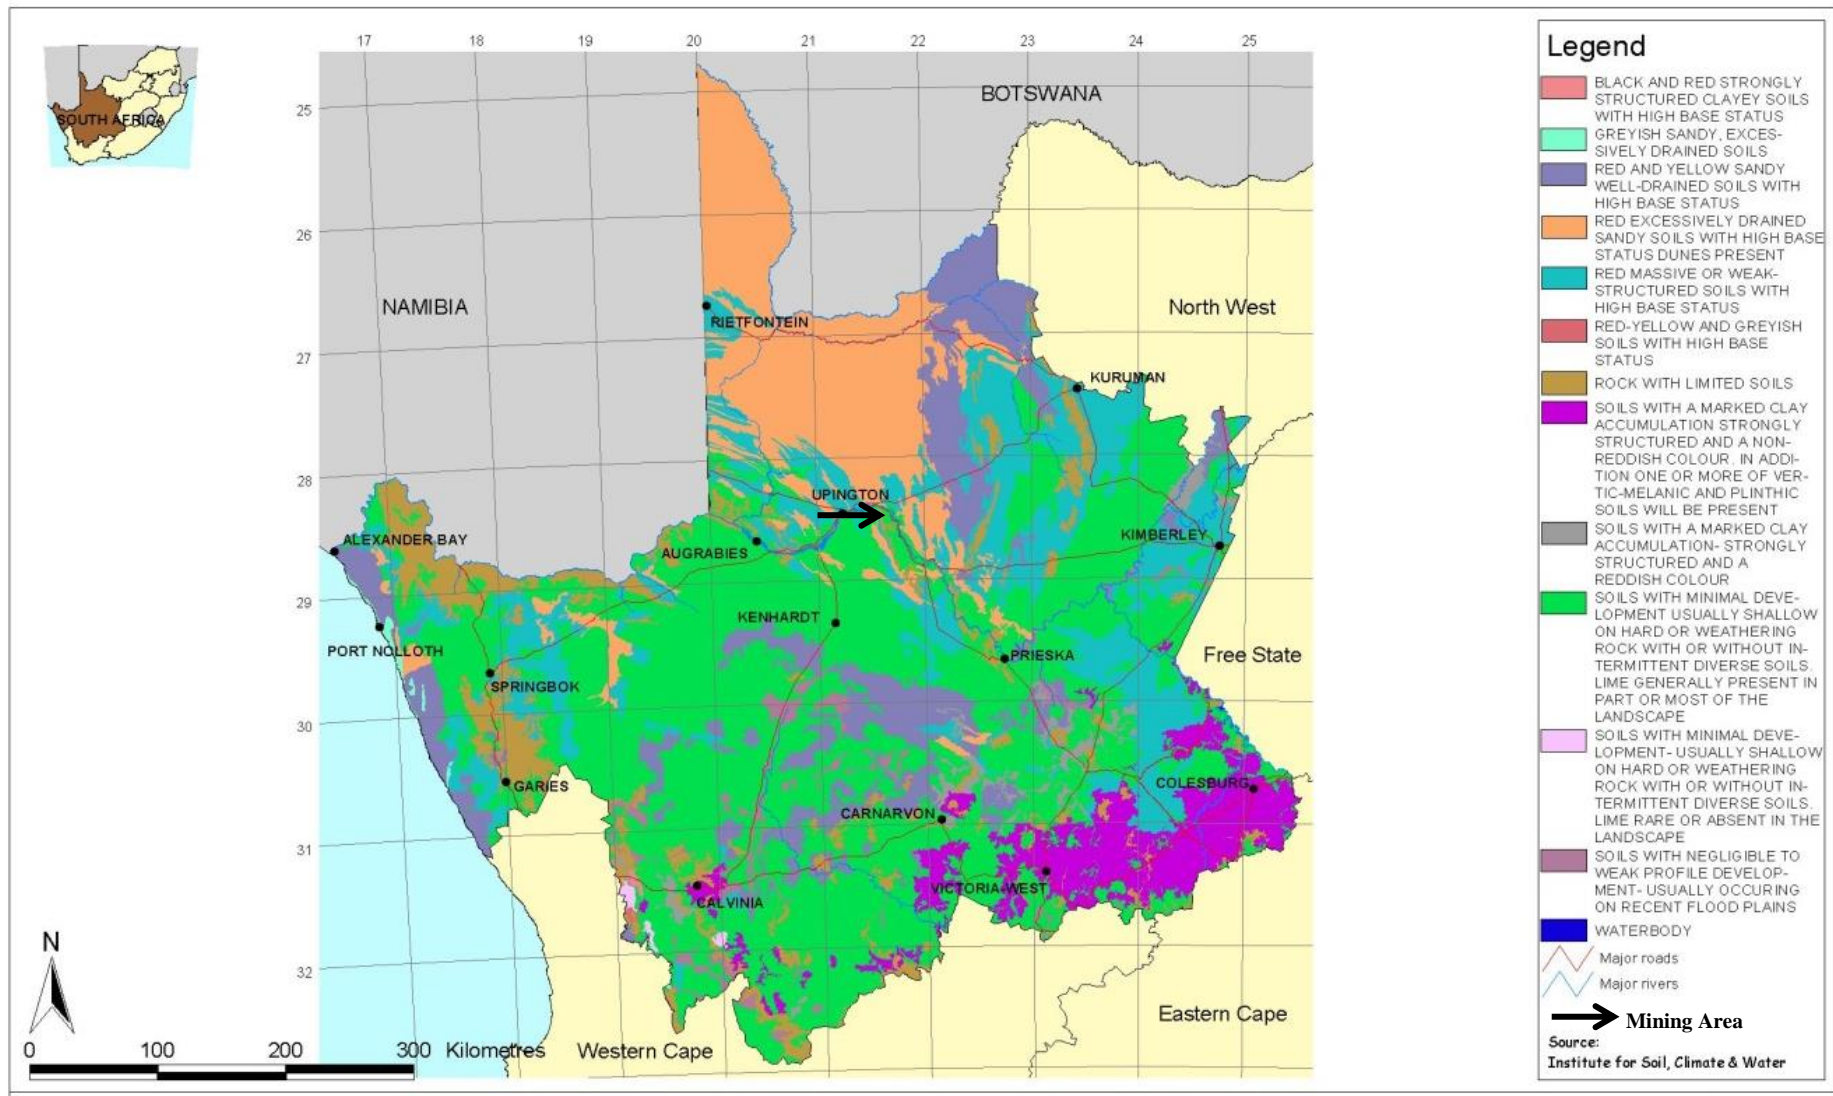 SOUTH AFRICA
17 18 19 20 21 22 23 24 25
25
26
27
28
29
30
31
32
BOTSWANA
NAMIBIA
North West
RIETFONTEIN
KURUMAN
UPINGTON
KIMBERLEY
ALEXANDER BAY
AUGRABIES
KENHARDT
PORT NOLLOTH
PRIESKA
Free State
SPRINGBOK
COLESBURG
GARIES
CARNARVON
VICTORIA-WEST
CALVINIA
Eastern Cape
Western Cape
N
0 100 200 300 Kilometres
Legend
BLACK AND RED STRONGLY
STRUCTURED CLAYEY SOILS
WITH HIGH BASE STATUS
GREYISH SANDY, EXCES-
SIVELY DRAINED SOILS
RED AND YELLOW SANDY
WELL-DRAINED SOILS WITH
HIGH BASE STATUS
RED EXCESSIVELY DRAINED
SANDY SOILS WITH HIGH BASE
STATUS DUNES PRESENT
RED MASSIVE OR WEAK-
STRUCTURED SOILS WITH
HIGH BASE STATUS
RED-YELLOW AND GREYISH
SOILS WITH HIGH BASE
STATUS
ROCK WITH LIMITED SOILS
SOILS WITH A MARKED CLAY
ACCUMULATION STRONGLY
STRUCTURED AND A NON-
REDDISH COLOUR. IN ADDI-
TION ONE OR MORE OF VER-
TIC-MELANIC AND PLINTHIC
SOILS WILL BE PRESENT
SOILS WITH A MARKED CLAY
ACCUMULATION- STRONGLY
STRUCTURED AND A
REDDISH COLOUR
SOILS WITH MINIMAL DEVE-
LOPMENT USUALLY SHALLOW
ON HARD OR WEATHERING
ROCK WITH OR WITHOUT IN-
TERMITTENT DIVERSE SOILS.
LIME GENERALLY PRESENT IN
PART OR MOST OF THE
LANDSCAPE
SOILS WITH MINIMAL DEVE-
LOPMENT- USUALLY SHALLOW
ON HARD OR WEATHERING
ROCK WITH OR WITHOUT IN-
TERMITTENT DIVERSE SOILS.
LIME RARE OR ABSENT IN THE
LANDSCAPE
SOILS WITH NEGLIGIBLE TO
WEAK PROFILE DEVELOP-
MENT- USUALLY OCCURING
ON RECENT FLOOD PLAINS
WATERBODY
Major roads
Major rivers
Mining Area
Source:
Institute for Soil, Climate & Water